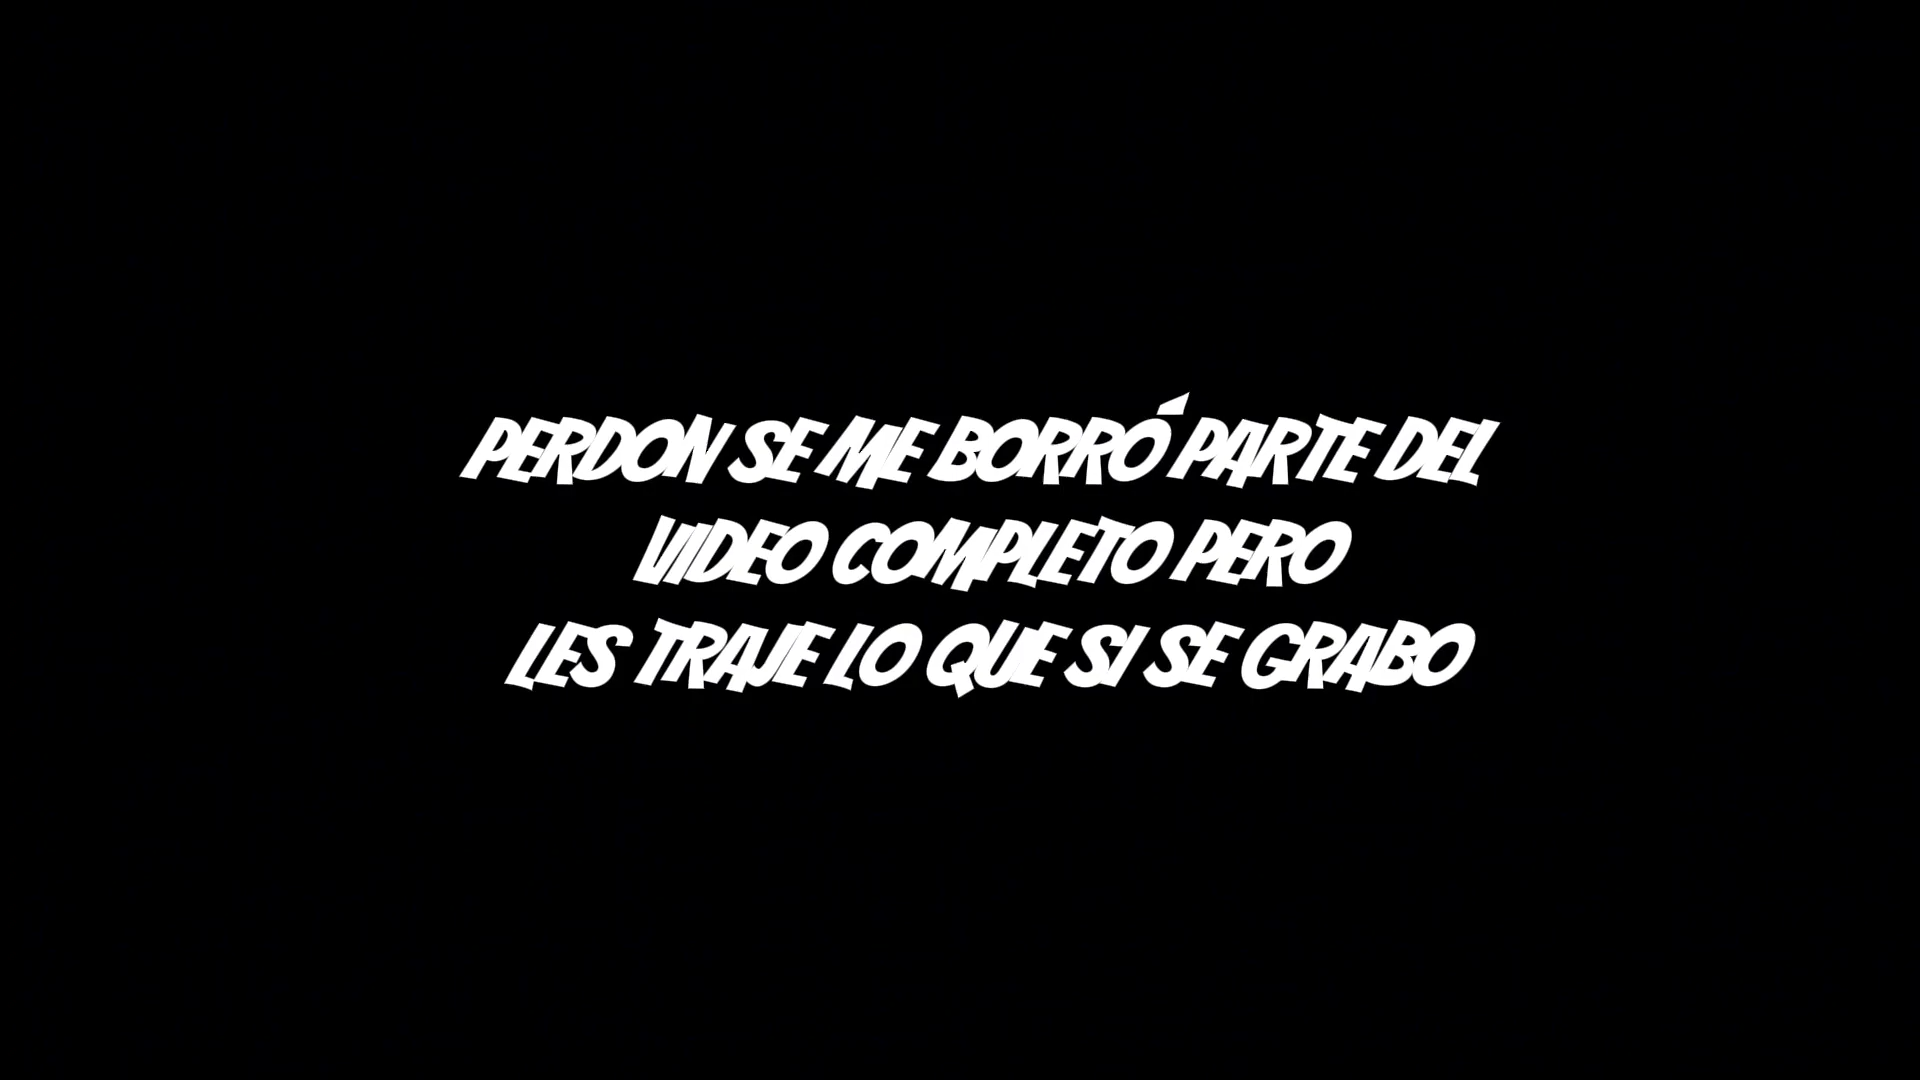 PERDON SE ME BORRÓ PARTE DEL
VIDEO COMPLETO PERO
LES TRAJE LO QUE SI SE GRABO